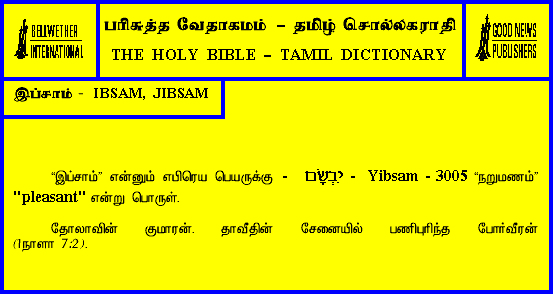 BELLWETHER
INTERNATIONAL
பரிசுத்த வேதாகமம் – தமிழ் சொல்லகராதி
THE HOLY BIBLE – TAMIL DICTIONARY
GOOD NEWS
PUBLISHERS
இப்சாம் - IBSAM, JIBSAM
“இப்சாம்” என்னும் எபிரெய பெயருக்கு - יִבְשָׂם - Yibsam - 3005 “நறுமணம்”
"pleasant" என்று பொருள்.
தோலாவின் குமாரன். தாவீதின் சேனையில் பணிபுரிந்த போர்வீரன்
(1நாளா 7:2).